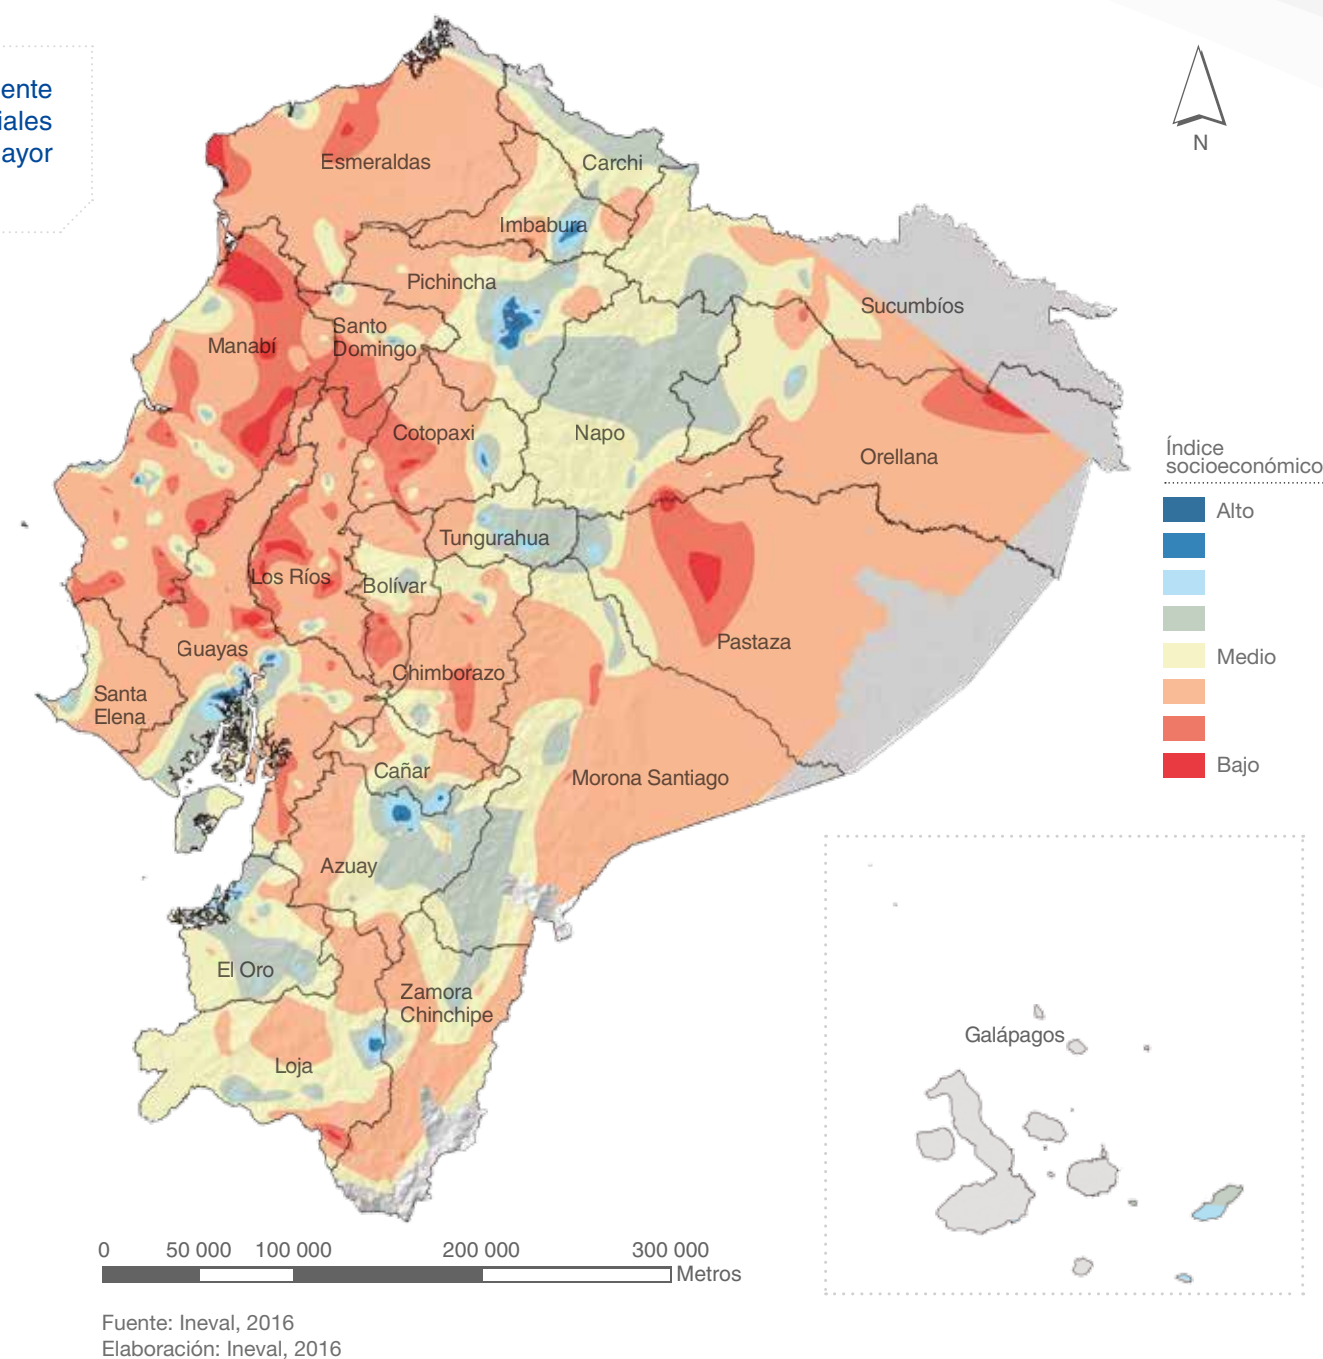 ente
iales
ayor
N
Esmeraldas
Carchi
Imbabura
Pichincha
Sucumbíos
Santo
Domingo
Manabí
Cotopaxi
Napo
Orellana
Índice
socioeconómico
Alto
Medio
Bajo
Tungurahua
Los Ríos
Bolívar
Guayas
Pastaza
Chimborazo
Santa
Elena
Cañar
Morona Santiago
Azuay
El Oro
Zamora
Chinchipe
Loja
Galápagos
0 50 000 100 000 200 000 300 000
Metros
Fuente: Ineval, 2016
Elaboración: Ineval, 2016